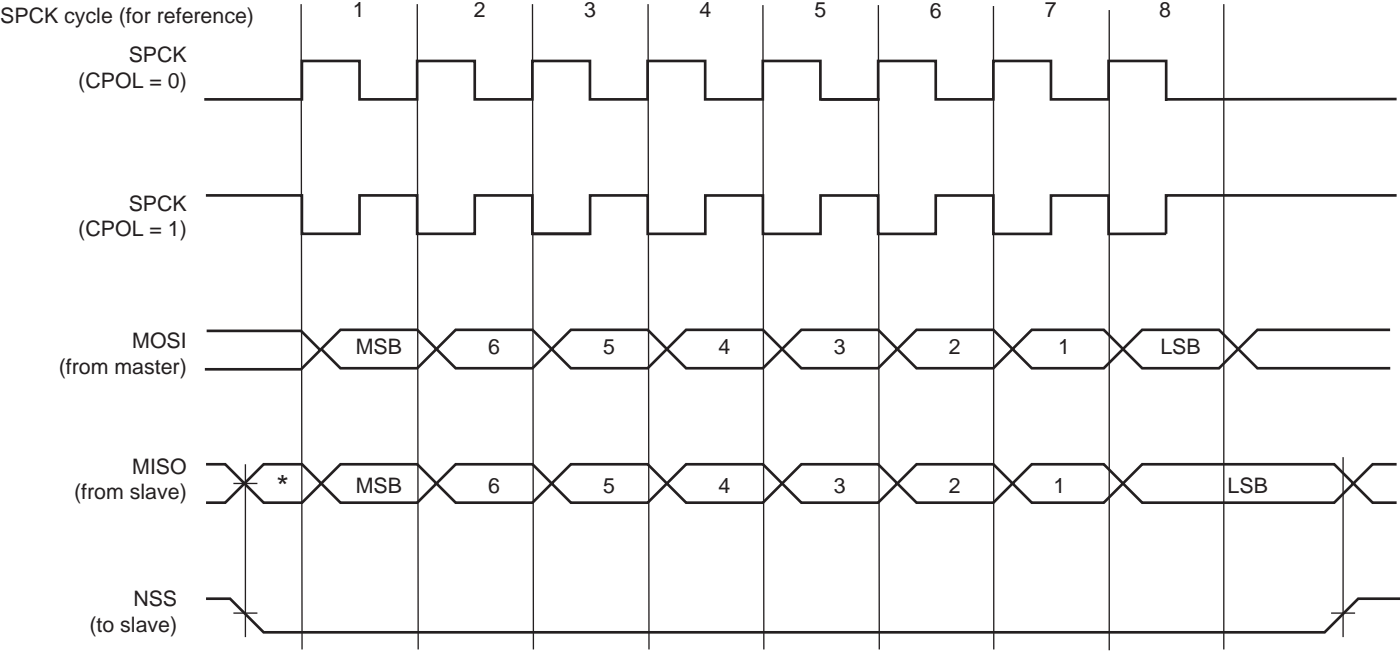 SPCK cycle (for reference) 1 2 3 4 5 6 7 8
SPCK
(CPOL = 0)
SPCK
(CPOL = 1)
MOSI
(from master)
MSB 6 5 4 3 2 1 LSB
MISO
(from slave)
* MSB 6 5 4 3 2 1 LSB
NSS
(to slave)